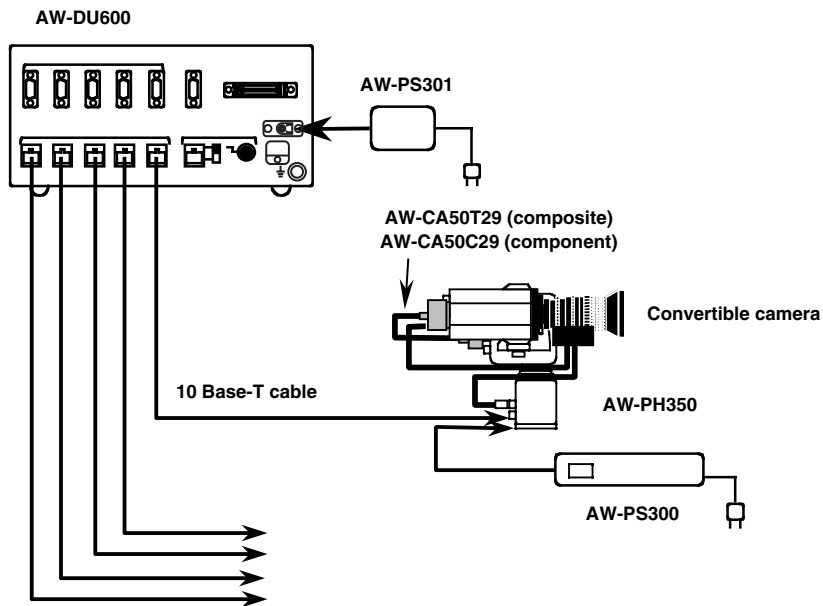 AW-DU600
AW-PS301
AW-CA50T29 (composite)
AW-CA50C29 (component)
Convertible camera
10 Base-T cable
AW-PH350
AW-PS300